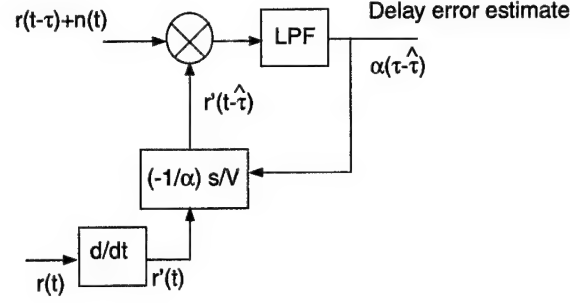 Delay error estimate
r(t-τ)+n(t)
LPF
α(τ-τ̂)
r'(t-τ̂)
(-1/α) s/V
d/dt
r(t)
r'(t)